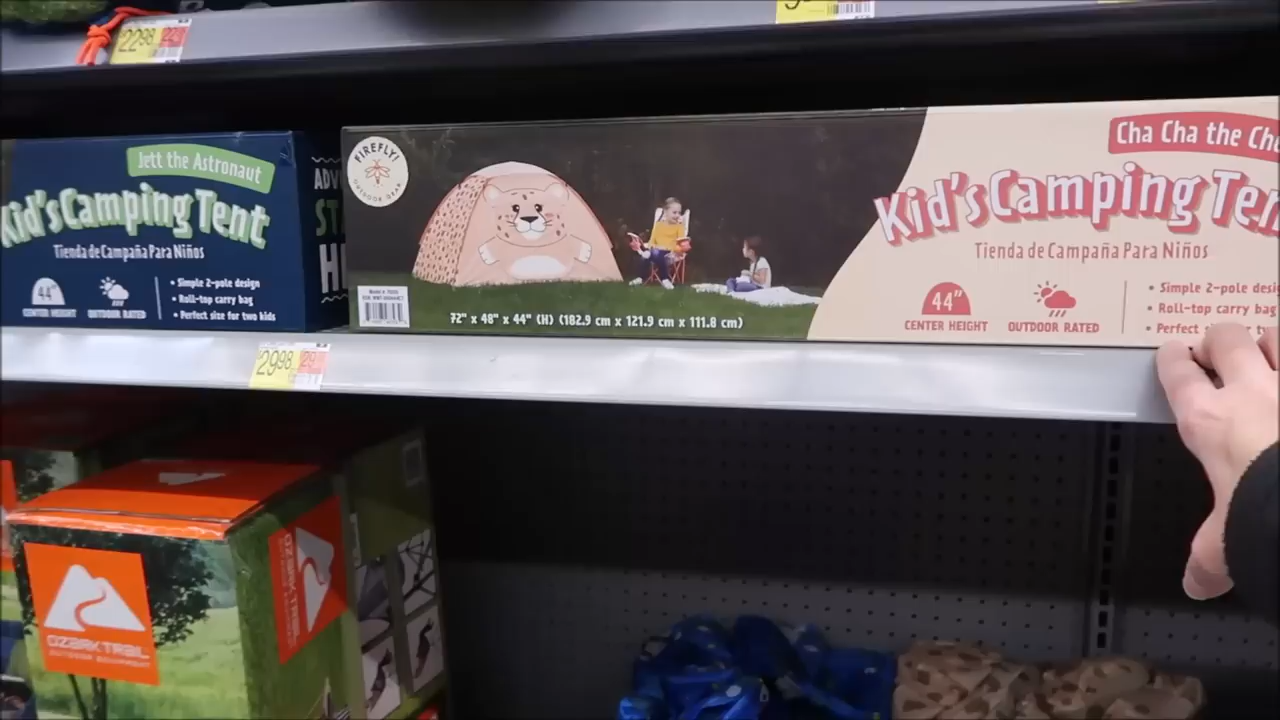 22.98
Jett the Astronaut
Kid's Camping Tent
Tienda de Campaña Para Niños
44"
CENTER HEIGHT
OUTDOOR RATED
• Simple 2-pole design
• Roll-top carry bag
• Perfect size for two kids
FIREFLY!
OUTDOOR GEAR
72" x 48" x 44" (H) (182.9 cm x 121.9 cm x 111.8 cm)
Cha Cha the
Kid's Camping
Tienda de Campaña Para Niños
44"
CENTER HEIGHT
OUTDOOR RATED
• Simple 2-pole
• Roll-top carry bag
• Perfect
29.98
OZARK TRAIL
OUTDOOR EQUIPMENT
OZARK TRAIL